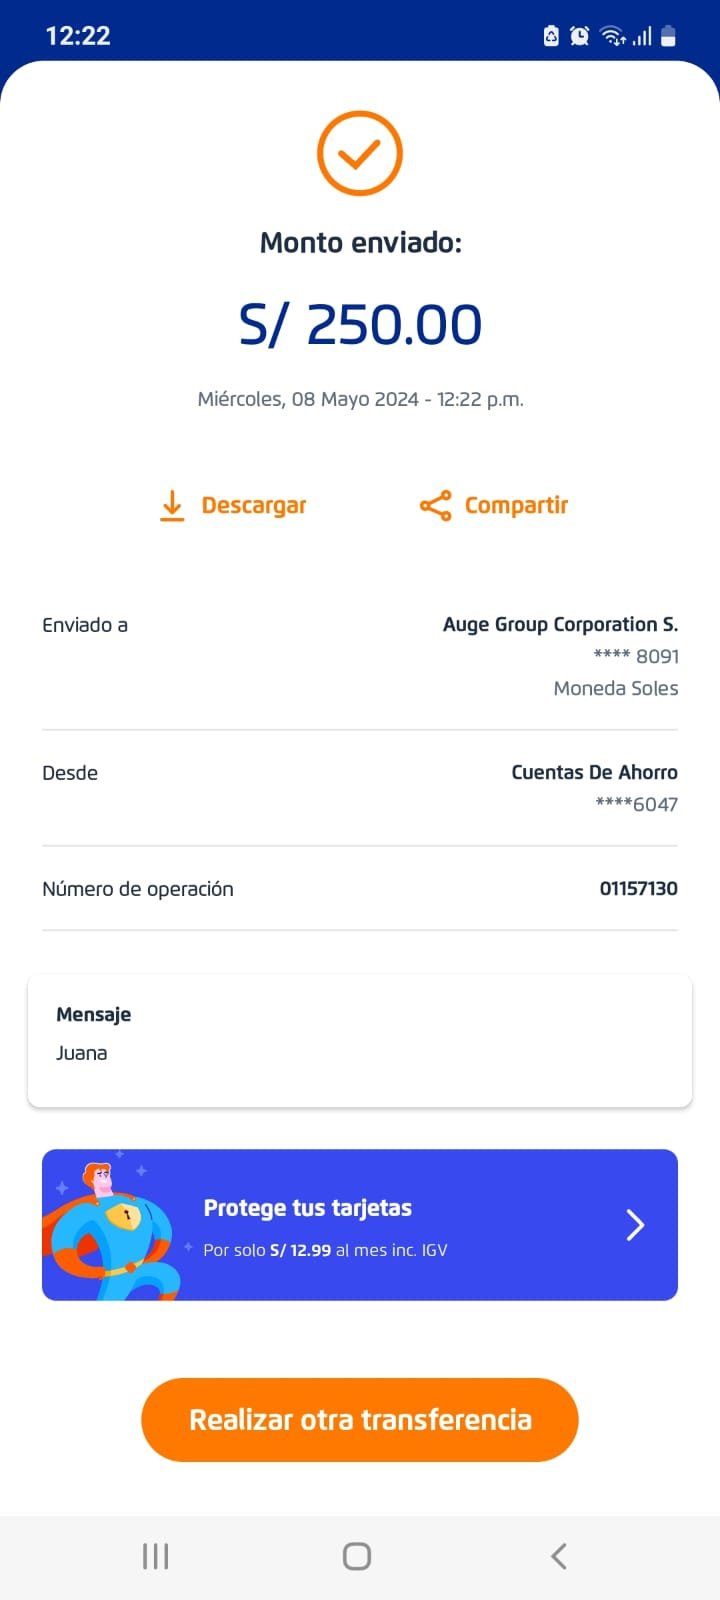 12:22
Monto enviado:
S/ 250.00
Miércoles, 08 Mayo 2024 - 12:22 p.m.
Descargar
Compartir
Enviado a
Auge Group Corporation S.
**** 8091
Moneda Soles
Desde
Cuentas De Ahorro
****6047
Número de operación
01157130
Mensaje
Juana
Protege tus tarjetas
Por solo S/ 12.99 al mes inc. IGV
Realizar otra transferencia